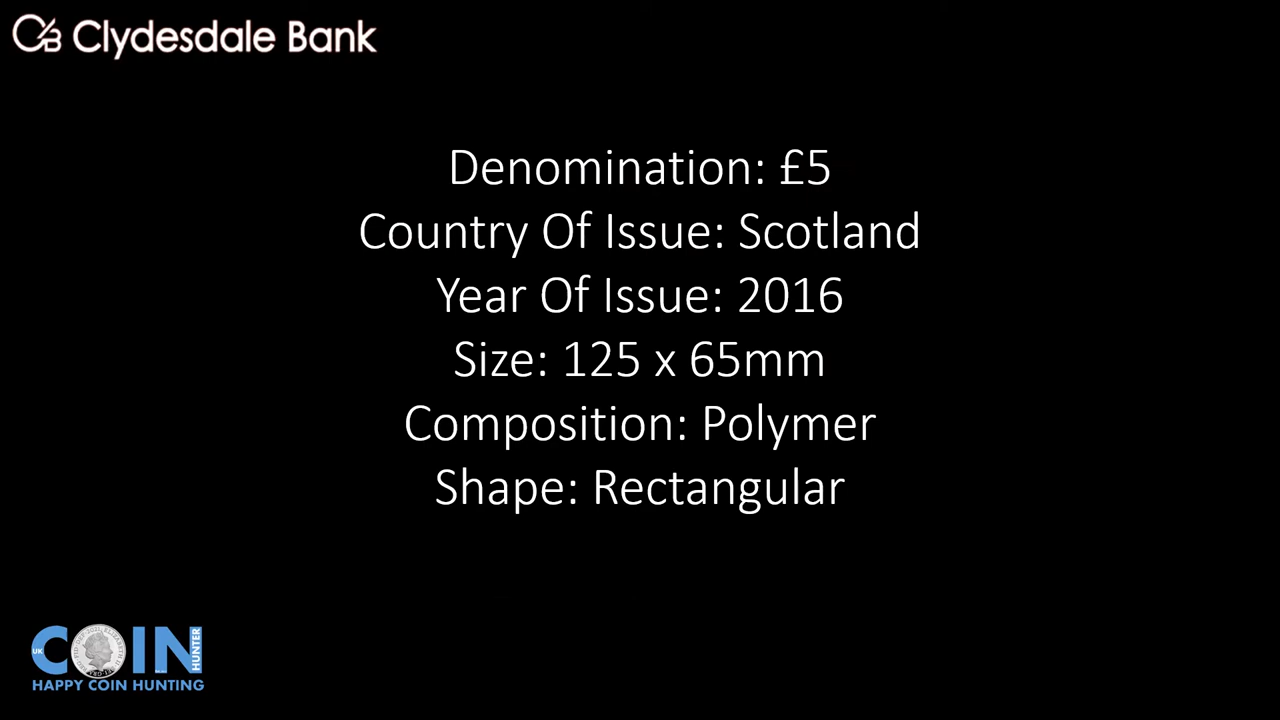 Clydesdale Bank
Denomination: £5
Country Of Issue: Scotland
Year Of Issue: 2016
Size: 125 x 65mm
Composition: Polymer
Shape: Rectangular
UK COIN HUNTER
HAPPY COIN HUNTING